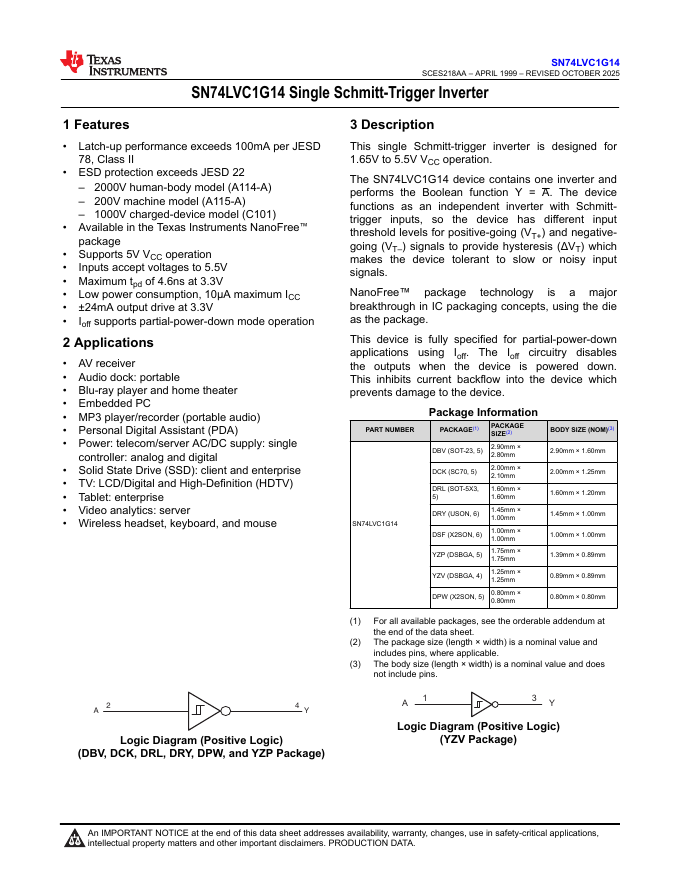 TEXAS
INSTRUMENTS
SN74LVC1G14
SCES218AA – APRIL 1999 – REVISED OCTOBER 2025
SN74LVC1G14 Single Schmitt-Trigger Inverter
1 Features
• Latch-up performance exceeds 100mA per JESD
78, Class II
• ESD protection exceeds JESD 22
– 2000V human-body model (A114-A)
– 200V machine model (A115-A)
– 1000V charged-device model (C101)
• Available in the Texas Instruments NanoFree™
package
• Supports 5V VCC operation
• Inputs accept voltages to 5.5V
• Maximum tpd of 4.6ns at 3.3V
• Low power consumption, 10μA maximum ICC
• ±24mA output drive at 3.3V
• Ioff supports partial-power-down mode operation
2 Applications
• AV receiver
• Audio dock: portable
• Blu-ray player and home theater
• Embedded PC
• MP3 player/recorder (portable audio)
• Personal Digital Assistant (PDA)
• Power: telecom/server AC/DC supply: single
controller: analog and digital
• Solid State Drive (SSD): client and enterprise
• TV: LCD/Digital and High-Definition (HDTV)
• Tablet: enterprise
• Video analytics: server
• Wireless headset, keyboard, and mouse
3 Description
This single Schmitt-trigger inverter is designed for
1.65V to 5.5V VCC operation.
The SN74LVC1G14 device contains one inverter and
performs the Boolean function Y = A̅. The device
functions as an independent inverter with Schmitt-
trigger inputs, so the device has different input
threshold levels for positive-going (VT+) and negative-
going (VT–) signals to provide hysteresis (ΔVT) which
makes the device tolerant to slow or noisy input
signals.
NanoFree™ package technology is a major
breakthrough in IC packaging concepts, using the die
as the package.
This device is fully specified for partial-power-down
applications using Ioff. The Ioff circuitry disables
the outputs when the device is powered down.
This inhibits current backflow into the device which
prevents damage to the device.
Package Information
PART NUMBER PACKAGE(1) PACKAGE SIZE(2) BODY SIZE (NOM)(3)
SN74LVC1G14
DBV (SOT-23, 5) 2.90mm × 2.80mm 2.90mm × 1.60mm
DCK (SC70, 5) 2.00mm × 2.10mm 2.00mm × 1.25mm
DRL (SOT-5X3, 5) 1.60mm × 1.60mm 1.60mm × 1.20mm
DRY (USON, 6) 1.45mm × 1.00mm 1.45mm × 1.00mm
DSF (X2SON, 6) 1.00mm × 1.00mm 1.00mm × 1.00mm
YZP (DSBGA, 5) 1.75mm × 1.75mm 1.39mm × 0.89mm
YZV (DSBGA, 4) 1.25mm × 1.25mm 0.89mm × 0.89mm
DPW (X2SON, 5) 0.80mm × 0.80mm 0.80mm × 0.80mm
(1) For all available packages, see the orderable addendum at
the end of the data sheet.
(2) The package size (length × width) is a nominal value and
includes pins, where applicable.
(3) The body size (length × width) is a nominal value and does
not include pins.
A 2 4 Y
Logic Diagram (Positive Logic)
(DBV, DCK, DRL, DRY, DPW, and YZP Package)
A 1 3 Y
Logic Diagram (Positive Logic)
(YZV Package)
An IMPORTANT NOTICE at the end of this data sheet addresses availability, warranty, changes, use in safety-critical applications,
intellectual property matters and other important disclaimers. PRODUCTION DATA.